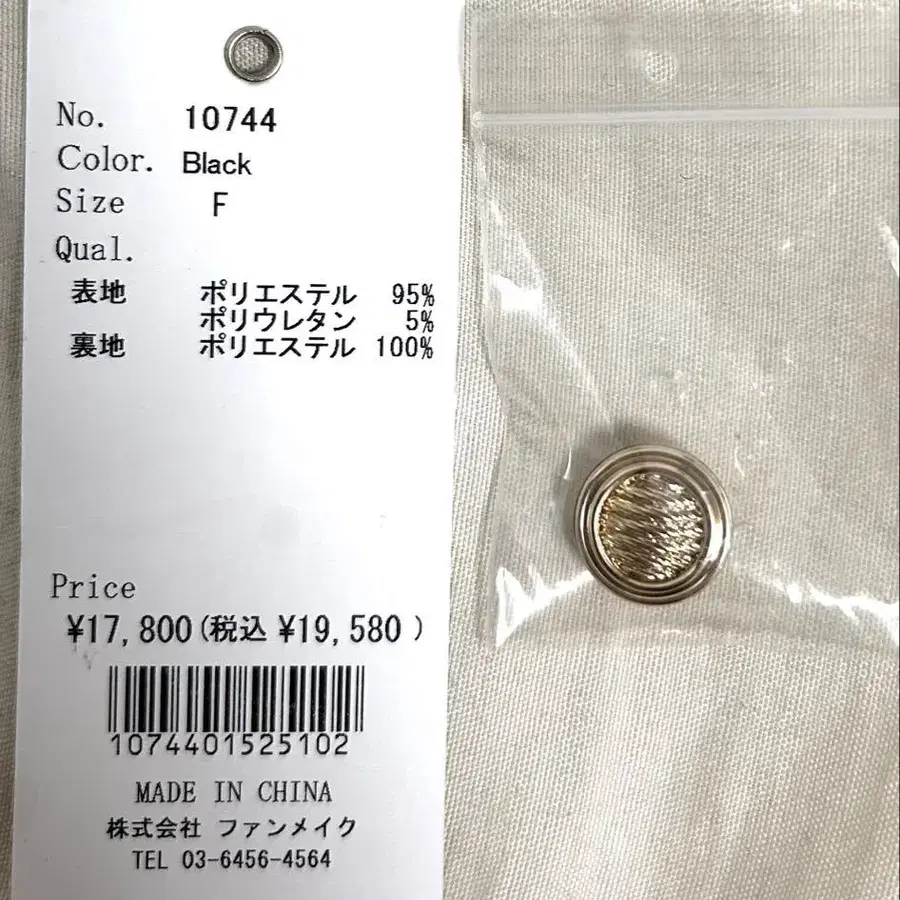 No. 10744
Color. Black
Size F
Qual.
表地 ポリエステル 95%
ポリウレタン 5%
裏地 ポリエステル 100%
Price
¥17,800(税込 ¥19,580 )
1074401525102
MADE IN CHINA
株式会社 ファンメイク
TEL 03-6456-4564